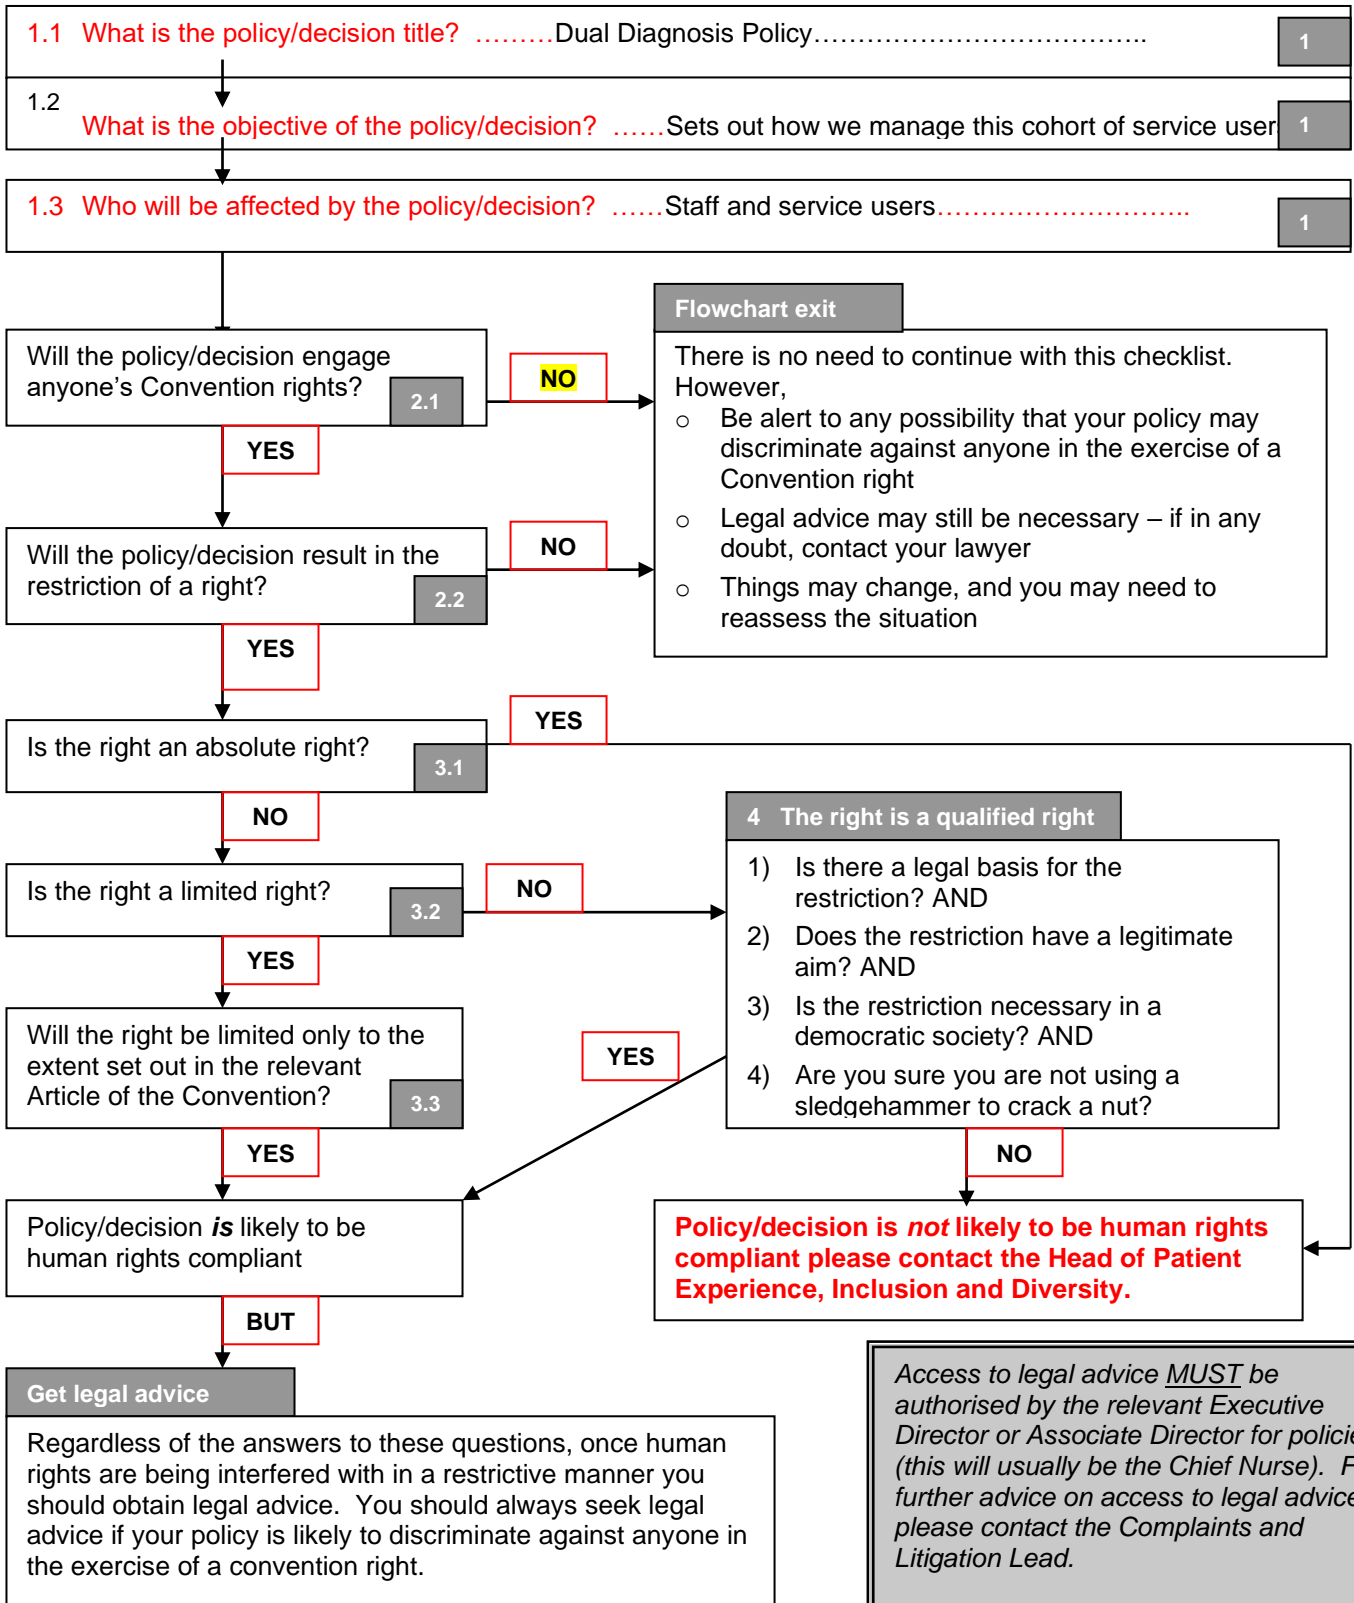 1.1 What is the policy/decision title? ………Dual Diagnosis Policy………………………………..
1
1.2
What is the objective of the policy/decision? ……Sets out how we manage this cohort of service user
1
1.3 Who will be affected by the policy/decision? ……Staff and service users………………………..
1
Will the policy/decision engage
anyone’s Convention rights?
2.1
NO
YES
Flowchart exit
There is no need to continue with this checklist.
However,
o Be alert to any possibility that your policy may
discriminate against anyone in the exercise of a
Convention right
o Legal advice may still be necessary – if in any
doubt, contact your lawyer
o Things may change, and you may need to
reassess the situation
Will the policy/decision result in the
restriction of a right?
2.2
NO
YES
Is the right an absolute right?
3.1
YES
NO
Is the right a limited right?
3.2
NO
YES
4 The right is a qualified right
1) Is there a legal basis for the
restriction? AND
2) Does the restriction have a legitimate
aim? AND
3) Is the restriction necessary in a
democratic society? AND
4) Are you sure you are not using a
sledgehammer to crack a nut?
Will the right be limited only to the
extent set out in the relevant
Article of the Convention?
3.3
YES
YES
NO
Policy/decision is likely to be
human rights compliant
BUT
Policy/decision is not likely to be human rights
compliant please contact the Head of Patient
Experience, Inclusion and Diversity.
Get legal advice
Regardless of the answers to these questions, once human
rights are being interfered with in a restrictive manner you
should obtain legal advice. You should always seek legal
advice if your policy is likely to discriminate against anyone in
the exercise of a convention right.
Access to legal advice MUST be
authorised by the relevant Executive
Director or Associate Director for policie
(this will usually be the Chief Nurse). F
further advice on access to legal advice
please contact the Complaints and
Litigation Lead.